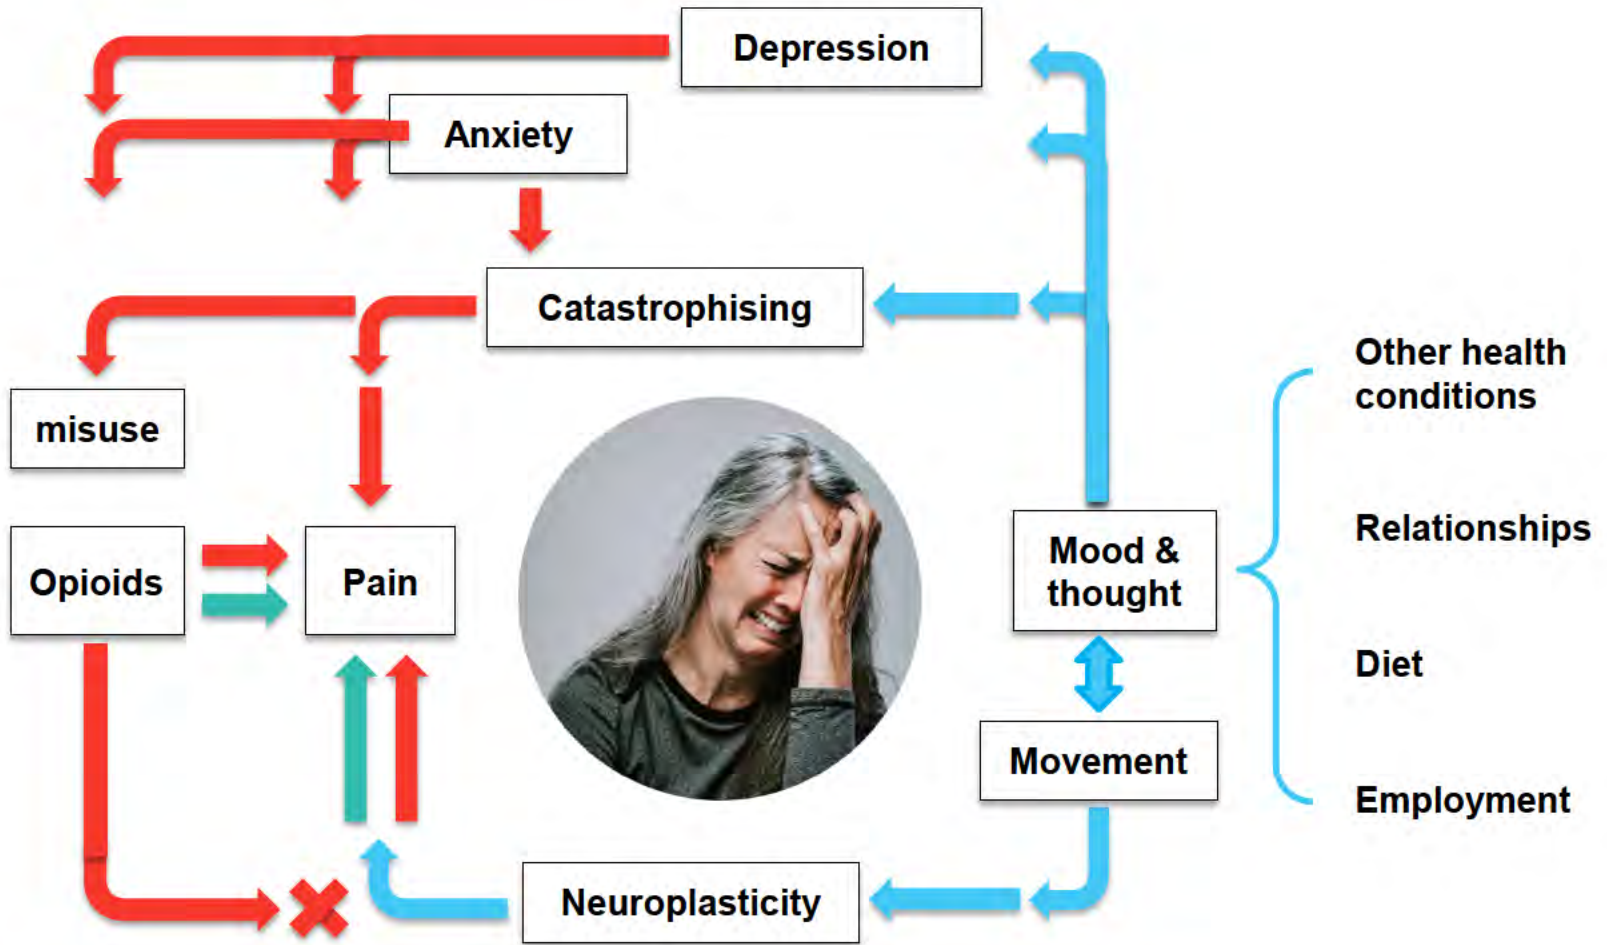 Depression
Anxiety
Catastrophising
misuse
Opioids
Pain
Mood &
thought
Movement
Neuroplasticity
Other health
conditions
Relationships
Diet
Employment